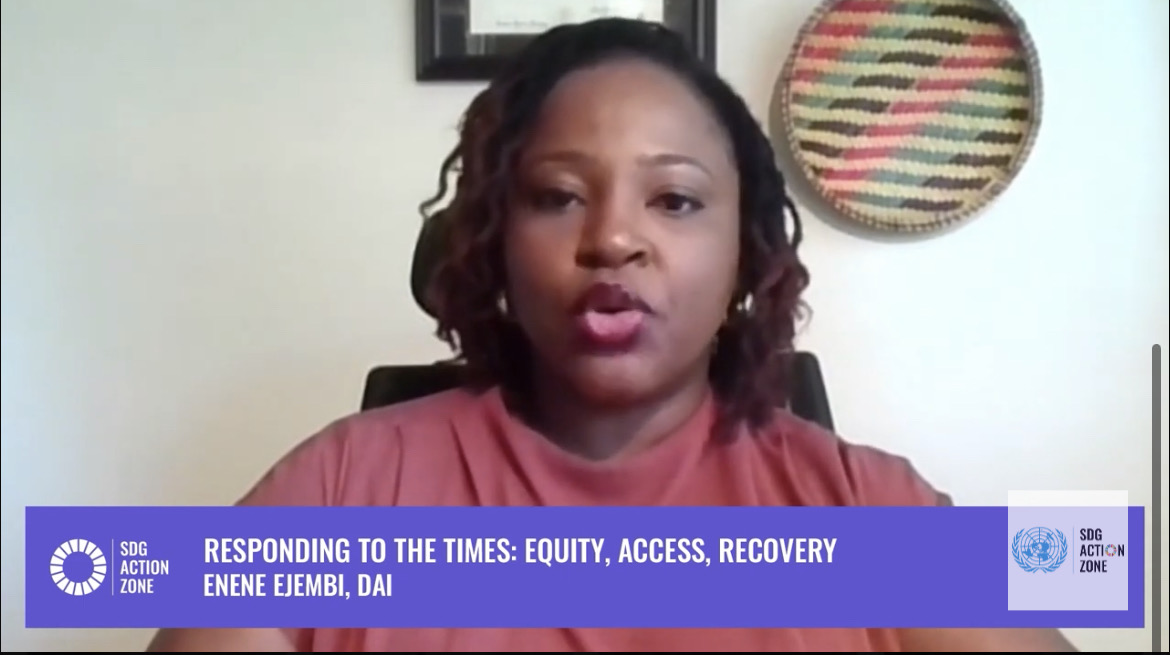 SDG
ACTION
ZONE
RESPONDING TO THE TIMES: EQUITY, ACCESS, RECOVERY
ENENE EJEMBI, DAI
SDG
ACTION
ZONE